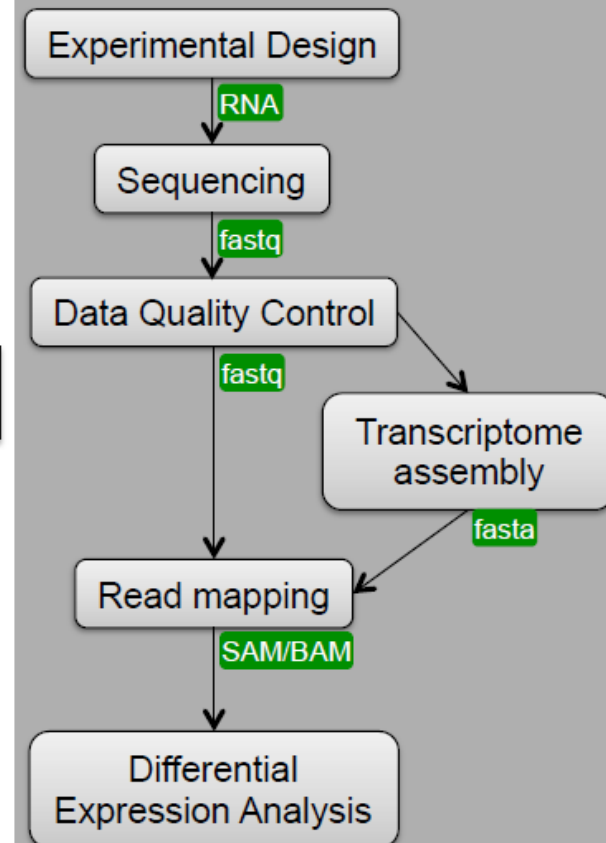 Experimental Design
RNA
Sequencing
fastq
Data Quality Control
fastq
Transcriptome
assembly
fasta
Read mapping
SAM/BAM
Differential
Expression Analysis